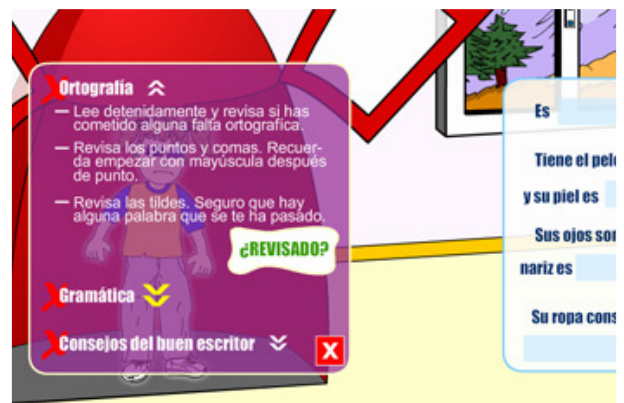 Ortografía
— Lee detenidamente y revisa si has
cometido alguna falta ortografica.
— Revisa los puntos y comas. Recuer-
da empezar con mayúscula después
de punto.
— Revisa las tildes. Seguro que hay
alguna palabra que se te ha pasado.
¿REVISADO?
Gramática
Consejos del buen escritor
X
Es
Tiene el pelo
y su piel es
Sus ojos son
nariz es
Su ropa cons